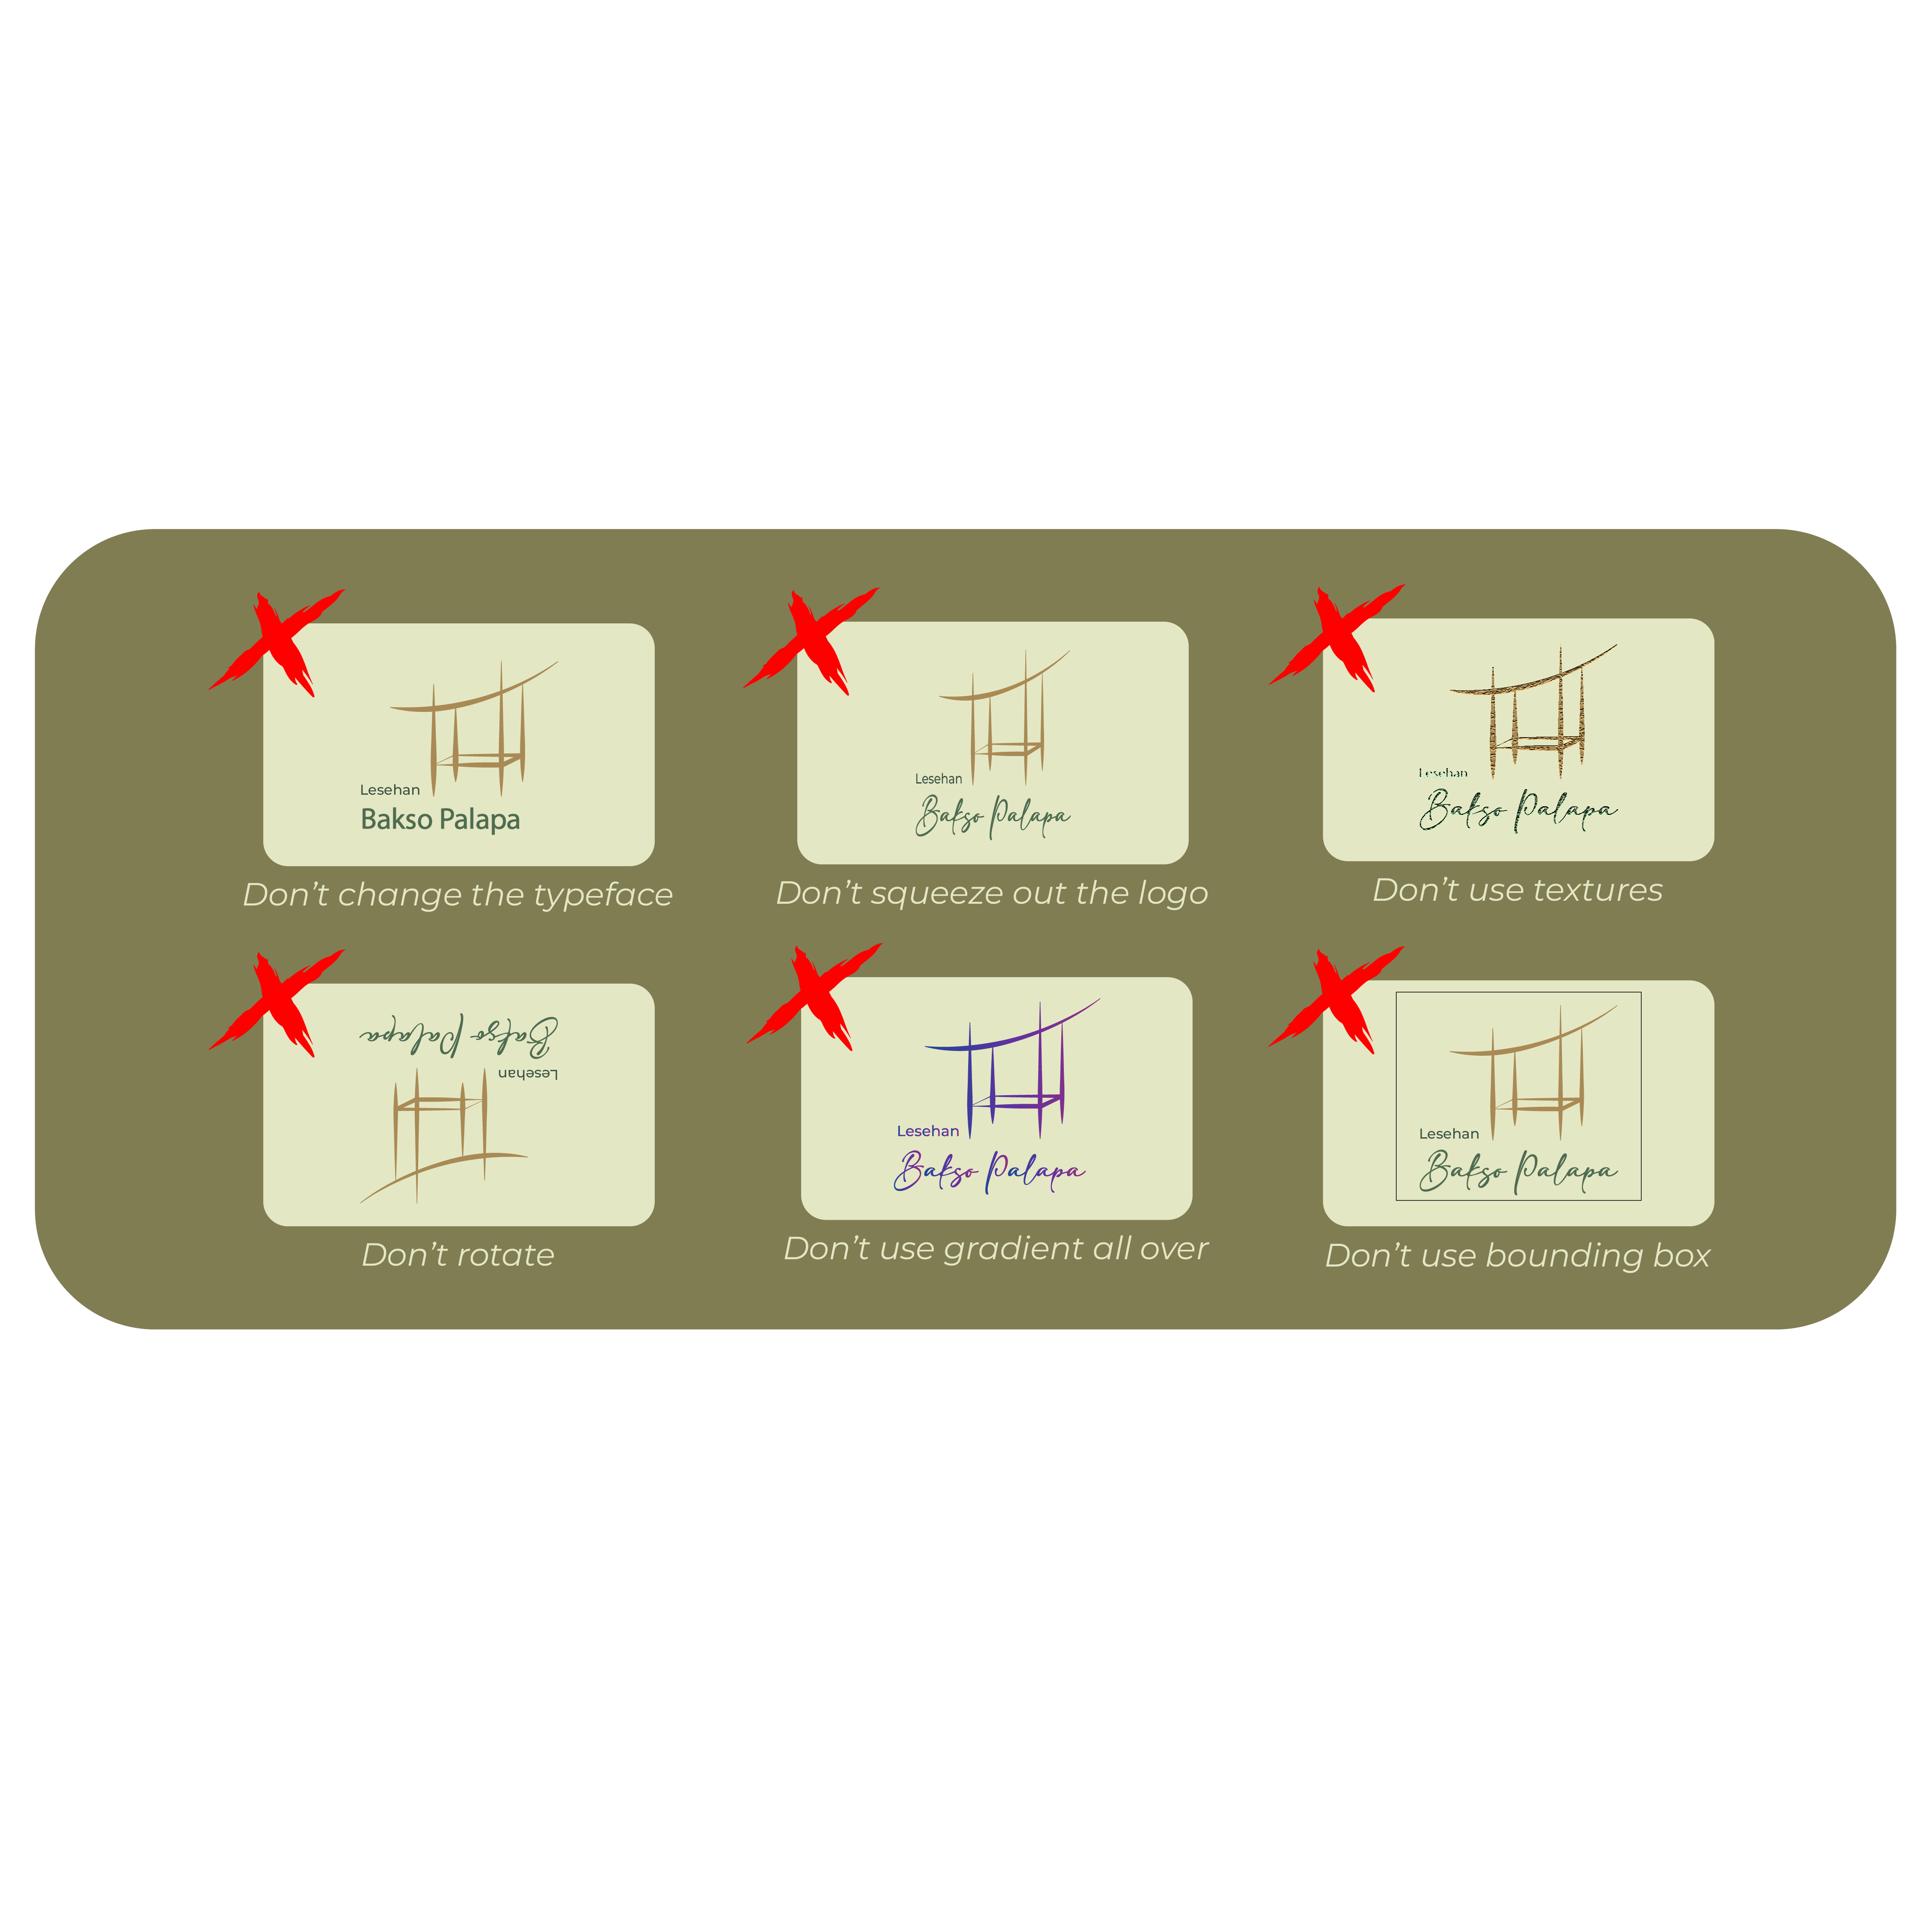 Lesehan
Bakso Palapa
Don't change the typeface
Lesehan
Bakso Palapa
Don't squeeze out the logo
Lesehan
Bakso Palapa
Don't use textures
Bakso Palapa
Lesehan
Don't rotate
Lesehan
Bakso Palapa
Don't use gradient all over
Lesehan
Bakso Palapa
Don't use bounding box